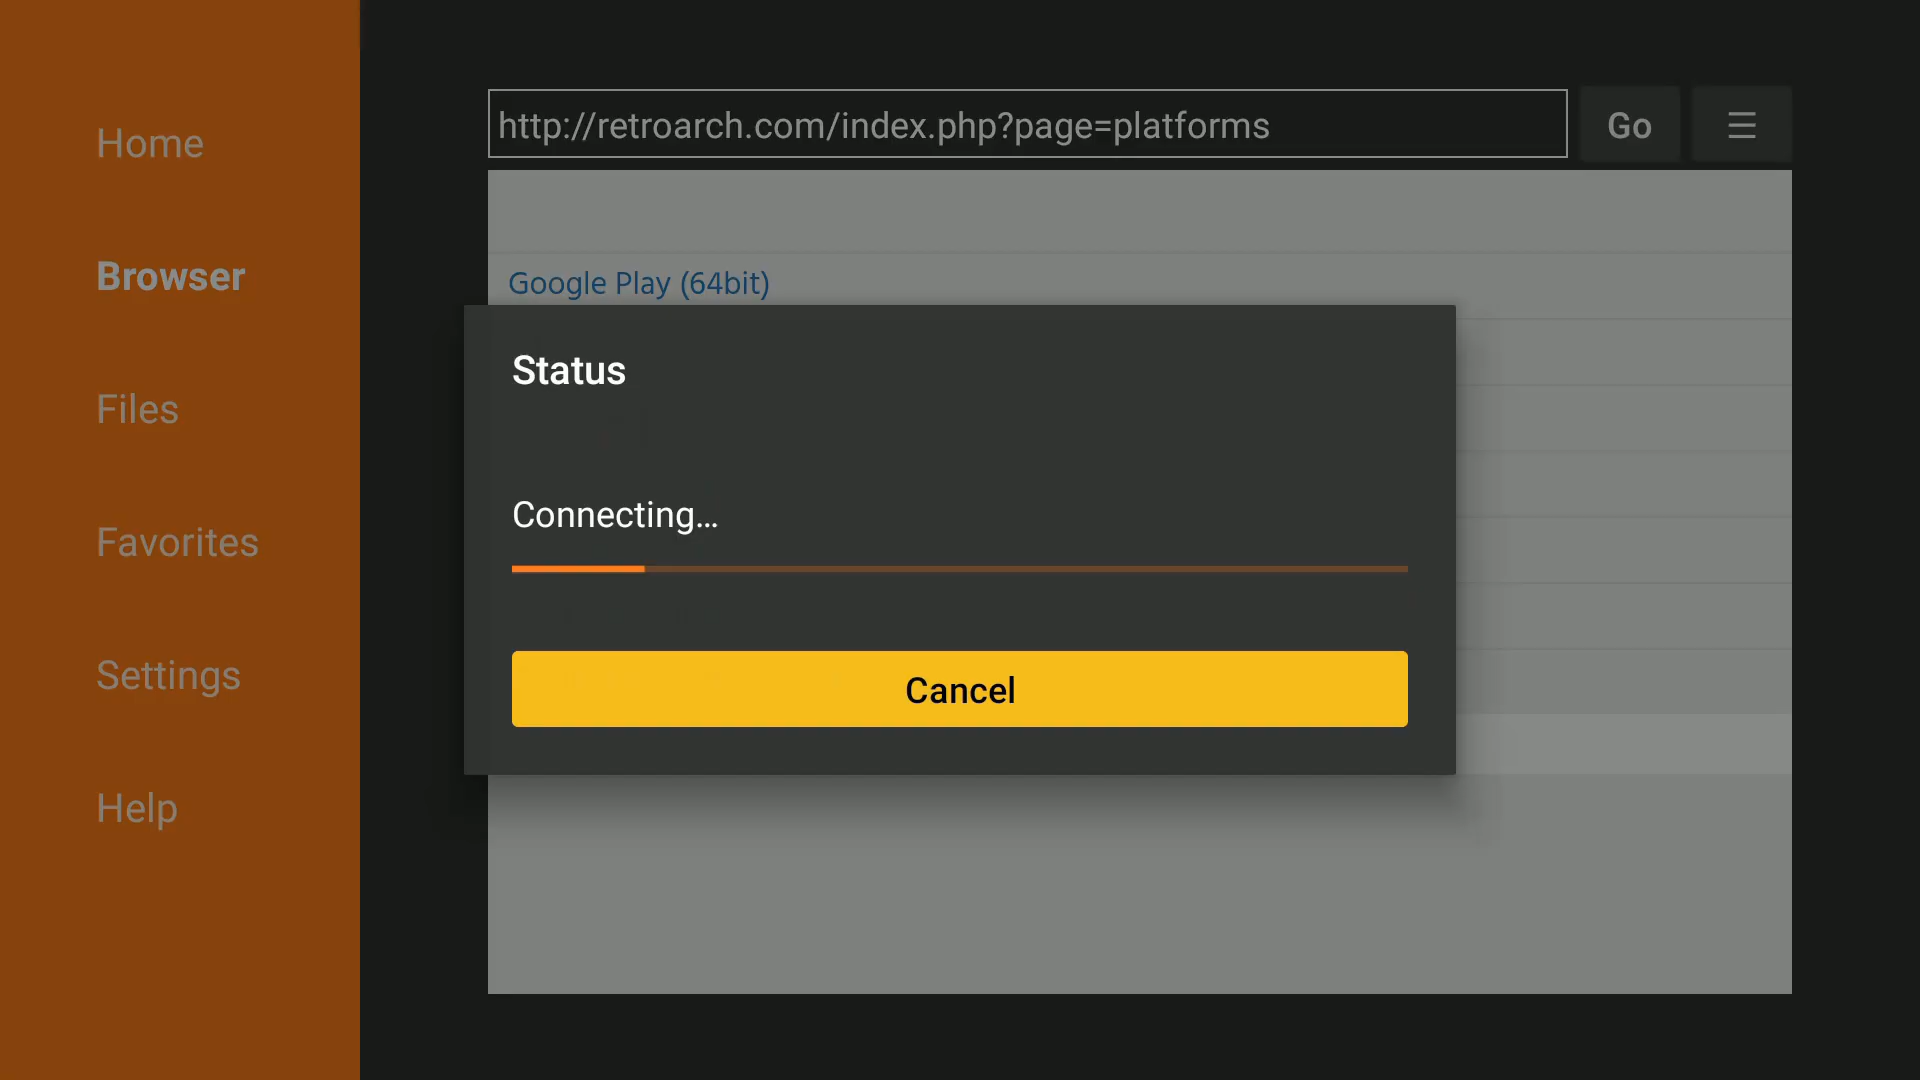 Home
Browser
Files
Favorites
Settings
Help
http://retroarch.com/index.php?page=platforms
Go
Google Play (64bit)
Status
Connecting…
Cancel